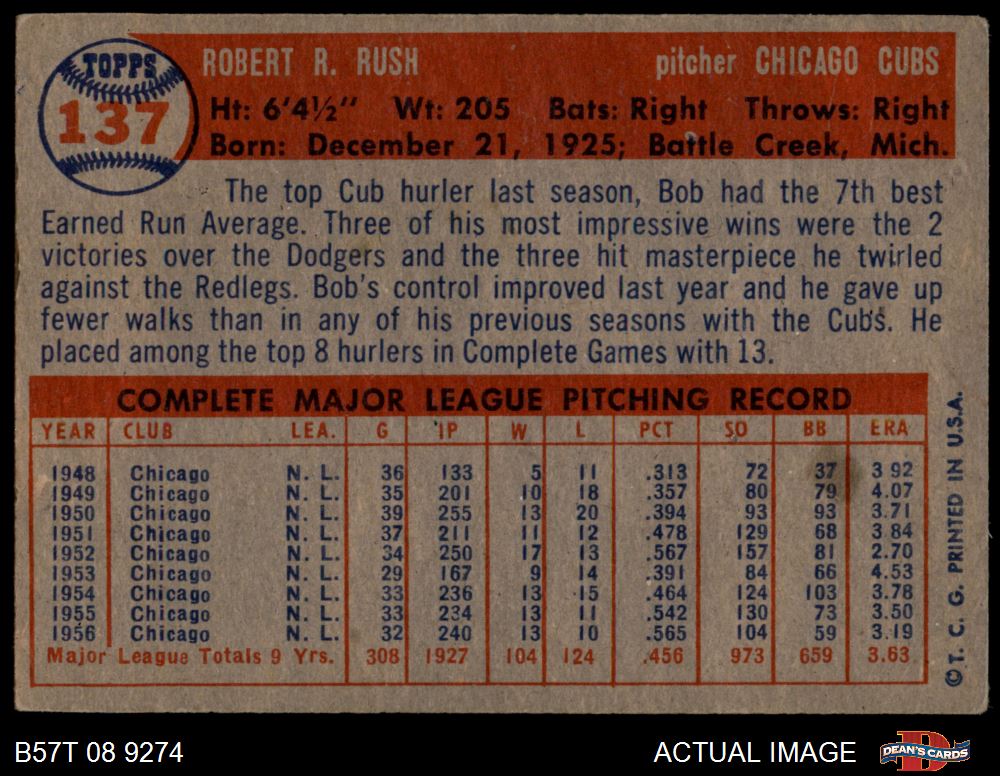 TOPPS
137
ROBERT R. RUSH pitcher CHICAGO CUBS
Ht: 6'4½" Wt: 205 Bats: Right Throws: Right
Born: December 21, 1925; Battle Creek, Mich.
The top Cub hurler last season, Bob had the 7th best
Earned Run Average. Three of his most impressive wins were the 2
victories over the Dodgers and the three hit masterpiece he twirled
against the Redlegs. Bob's control improved last year and he gave up
fewer walks than in any of his previous seasons with the Cubs. He
placed among the top 8 hurlers in Complete Games with 13.
COMPLETE MAJOR LEAGUE PITCHING RECORD
YEAR CLUB LEA. G IP W L PCT SO BB ERA
1948 Chicago N. L. 36 133 5 11 .313 72 37 3.92
1949 Chicago N. L. 35 201 10 18 .357 80 79 4.07
1950 Chicago N. L. 39 255 13 20 .394 93 93 3.71
1951 Chicago N. L. 37 211 11 12 .478 129 68 3.84
1952 Chicago N. L. 34 250 17 13 .567 157 81 2.70
1953 Chicago N. L. 29 167 9 14 .391 84 66 4.53
1954 Chicago N. L. 33 236 13 15 .464 124 103 3.78
1955 Chicago N. L. 33 234 13 11 .542 130 73 3.50
1956 Chicago N. L. 32 240 13 10 .565 104 59 3.19
Major League Totals 9 Yrs. 308 1927 104 124 .456 973 659 3.63
© T. C. G. PRINTED IN U.S.A.
B57T 08 9274 ACTUAL IMAGE DEAN'S CARDS